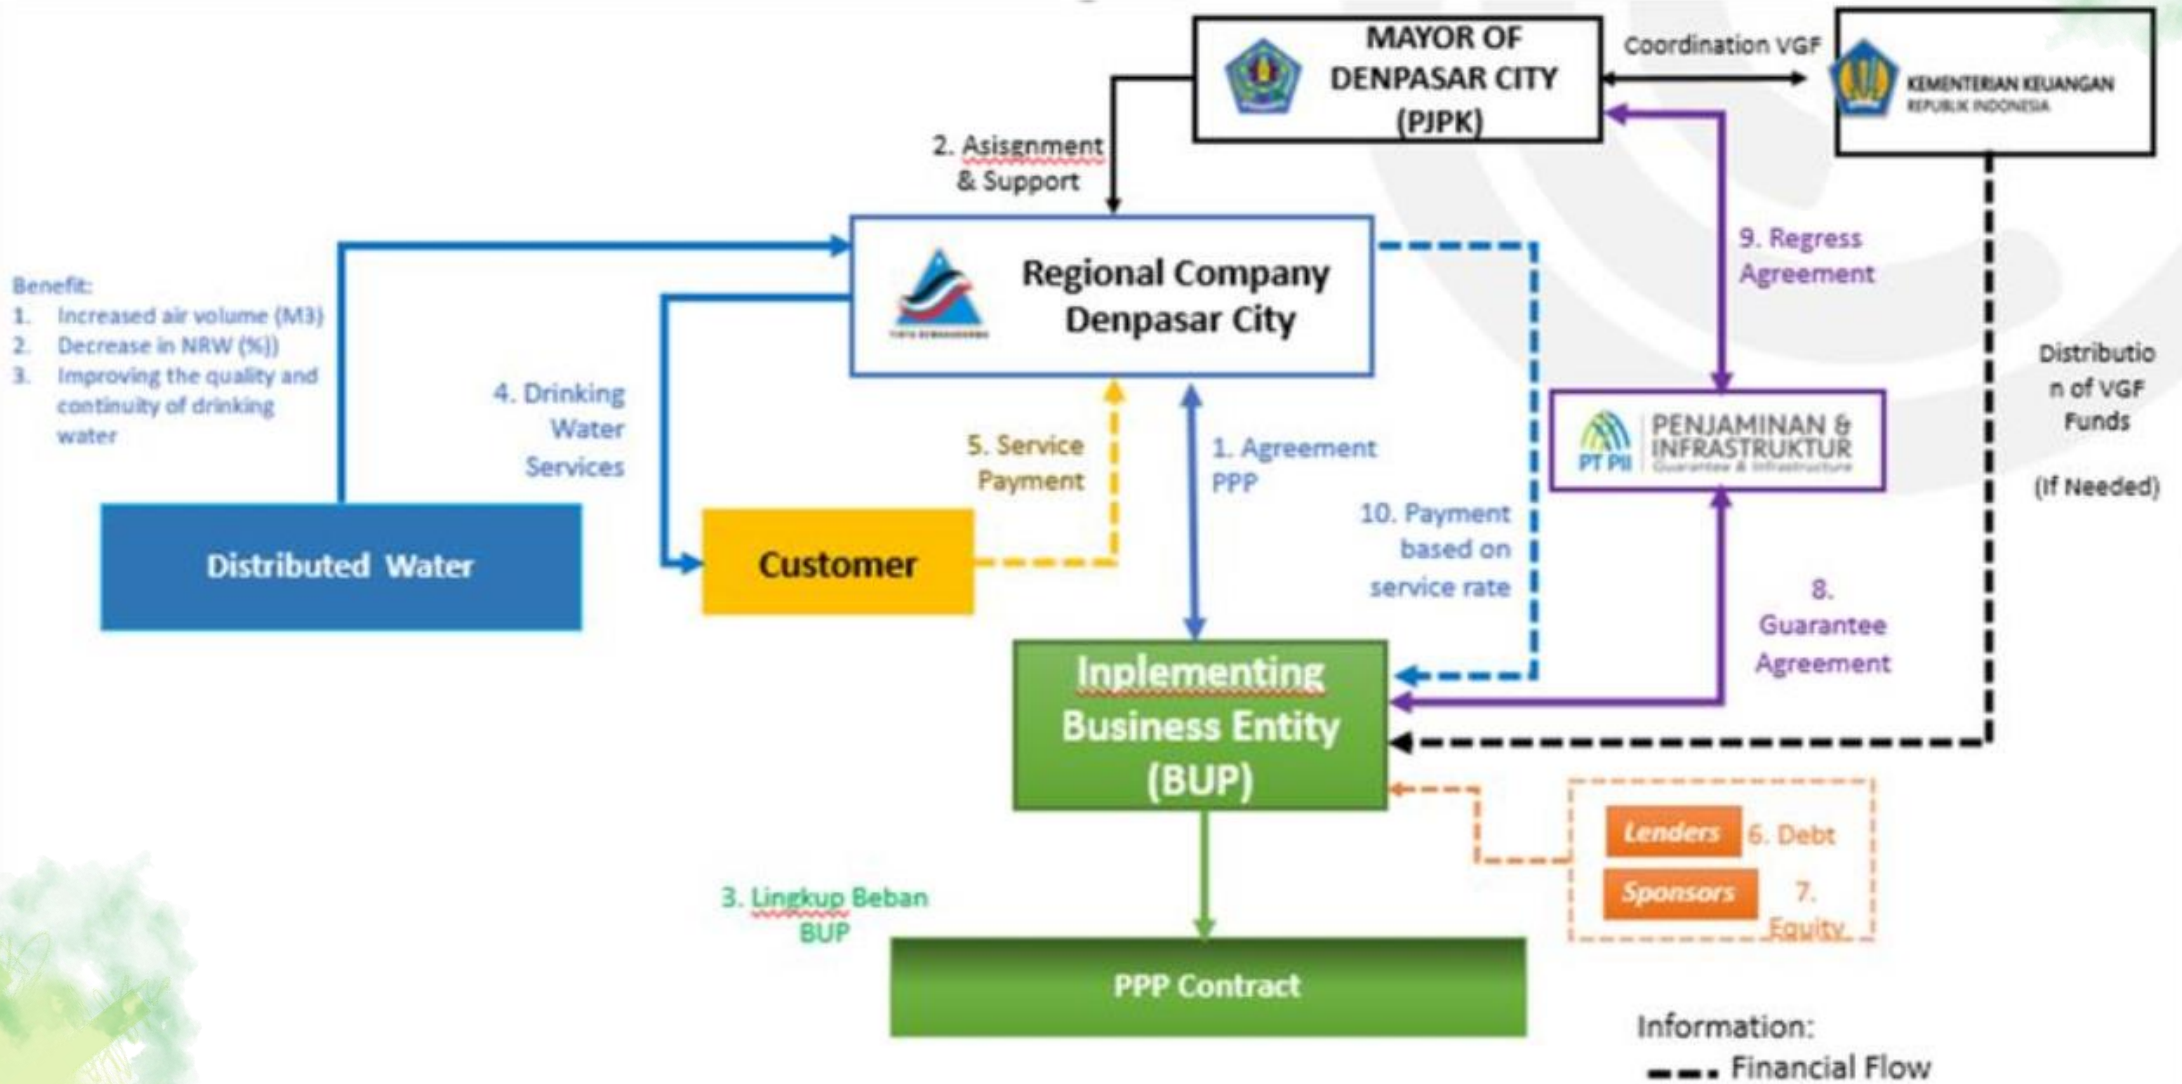 MAYOR OF
DENPASAR CITY
(PJPK)
Coordination VGF
KEMENTERIAN KEUANGAN
REPUBLIK INDONESIA
2. Asisgnment
& Support
Regional Company
Denpasar City
9. Regress
Agreement
Benefit:
1. Increased air volume (M3)
2. Decrease in NRW (%))
3. Improving the quality and
continuity of drinking
water
4. Drinking
Water
Services
5. Service
Payment
1. Agreement
PPP
10. Payment
based on
service rate
PT PII
PENJAMINAN &
INFRASTRUKTUR
Guarantee & Infrastructure
Distributio
n of VGF
Funds
(If Needed)
Distributed Water
Customer
8.
Guarantee
Agreement
Inplementing
Business Entity
(BUP)
Lenders
6. Debt
Sponsors
7.
Equity
3. Lingkup Beban
BUP
PPP Contract
Information:
Financial Flow